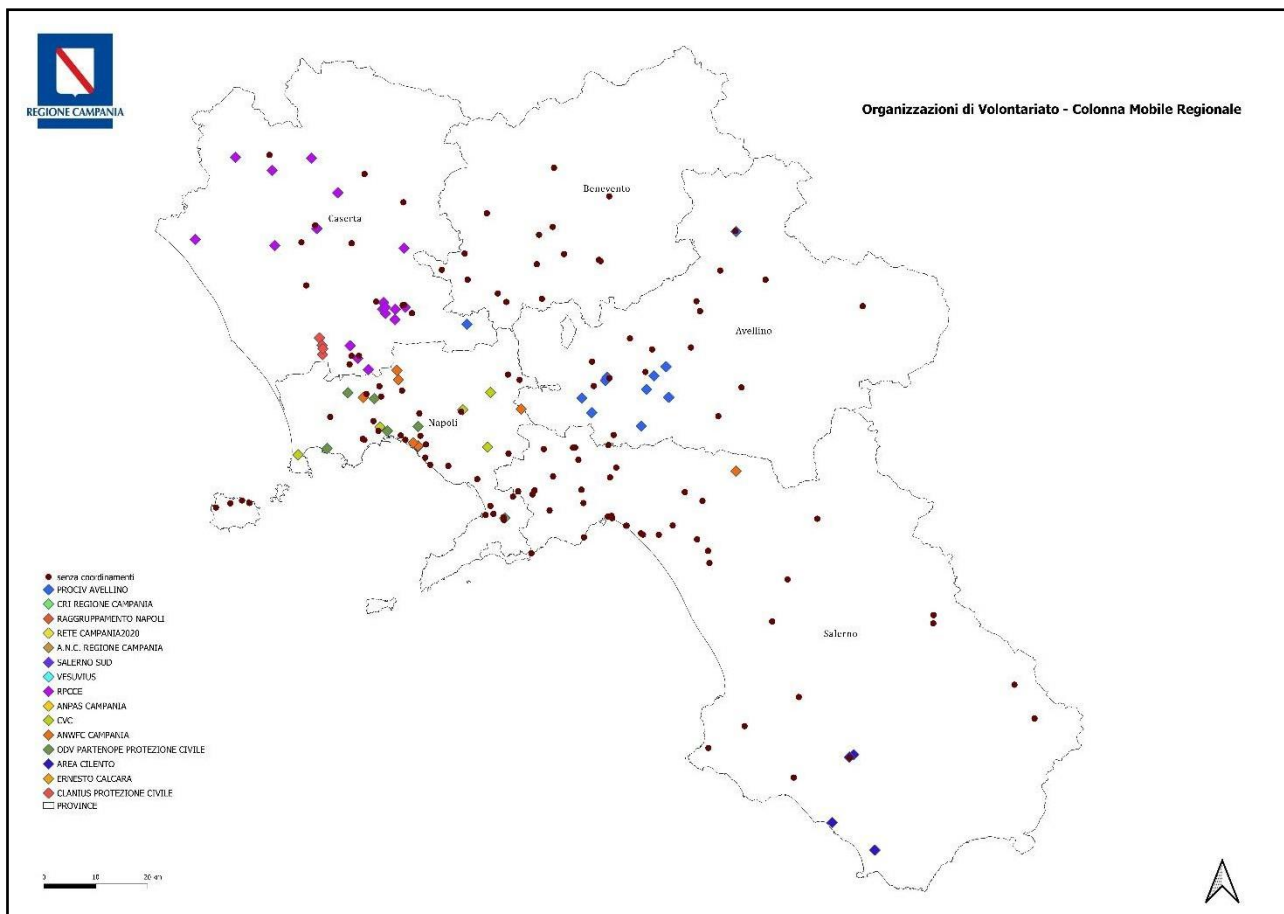 REGIONE CAMPANIA
Organizzazioni di Volontariato - Colonna Mobile Regionale
Benevento
Caserta
Avellino
Napoli
Salerno
senza coordinamenti
PROCIV AVELLINO
CRI REGIONE CAMPANIA
RAGGRUPPAMENTO NAPOLI
RETE CAMPANIA2020
A.N.C. REGIONE CAMPANIA
SALERNO SUD
VESUVIUS
RPCCE
ANPAS CAMPANIA
CVC
ANWFC CAMPANIA
ODV PARTENOPE PROTEZIONE CIVILE
AREA CILENTO
ERNESTO CALCARA
CLANIUS PROTEZIONE CIVILE
PROVINCE
0 10 20 km